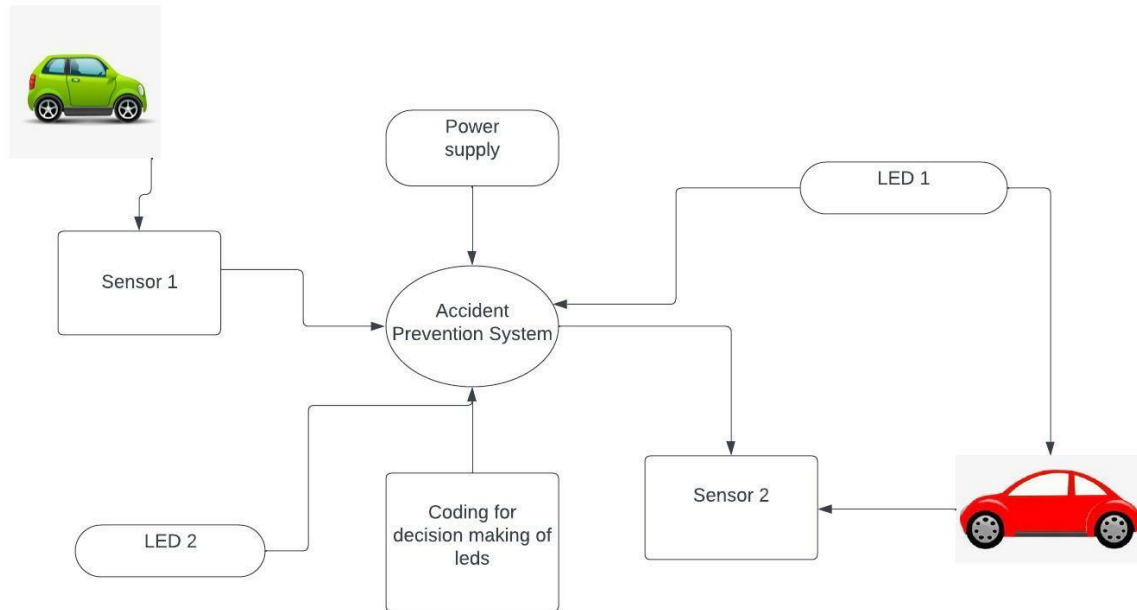 Power
supply
LED 1
Sensor 1
Accident
Prevention System
Sensor 2
Coding for
decision making of
leds
LED 2